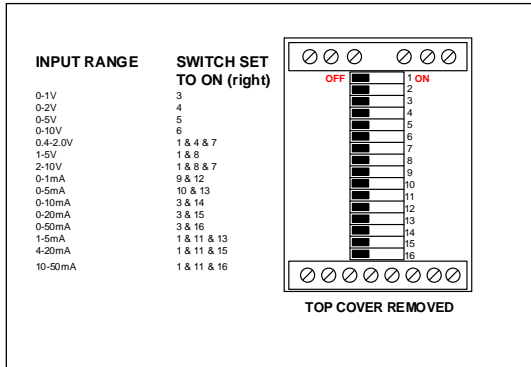 INPUT RANGE SWITCH SET
TO ON (right)
0-1V 3
0-2V 4
0-5V 5
0-10V 6
0.4-2.0V 1 & 4 & 7
1-5V 1 & 8
2-10V 1 & 8 & 7
0-1mA 9 & 12
0-5mA 10 & 13
0-10mA 3 & 14
0-20mA 3 & 15
0-50mA 3 & 16
1-5mA 1 & 11 & 13
4-20mA 1 & 11 & 15
10-50mA 1 & 11 & 16
OFF 1 ON
2
3
4
5
6
7
8
9
10
11
12
13
14
15
16
TOP COVER REMOVED